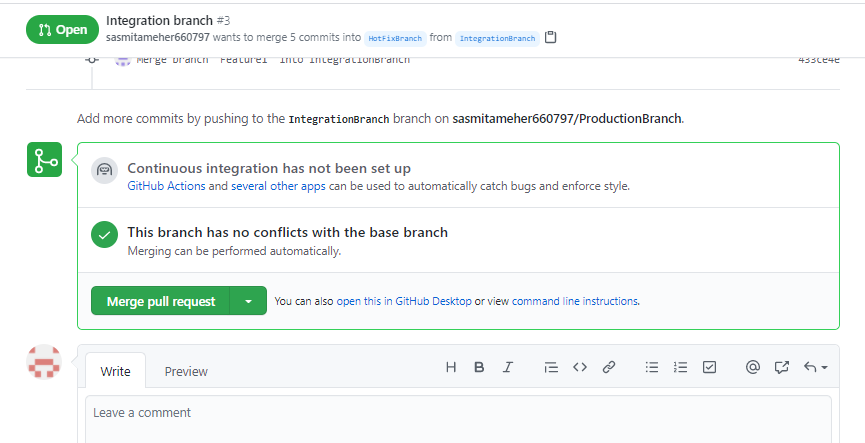 Open
Integration branch #3
sasmitameher660797 wants to merge 5 commits into HotFixBranch from IntegrationBranch
Merge branch 'Feature1' into IntegrationBranch 433ce4e
Add more commits by pushing to the IntegrationBranch branch on sasmitameher660797/ProductionBranch.
Continuous integration has not been set up
GitHub Actions and several other apps can be used to automatically catch bugs and enforce style.
This branch has no conflicts with the base branch
Merging can be performed automatically.
Merge pull request You can also open this in GitHub Desktop or view command line instructions.
Write Preview H B I
Leave a comment